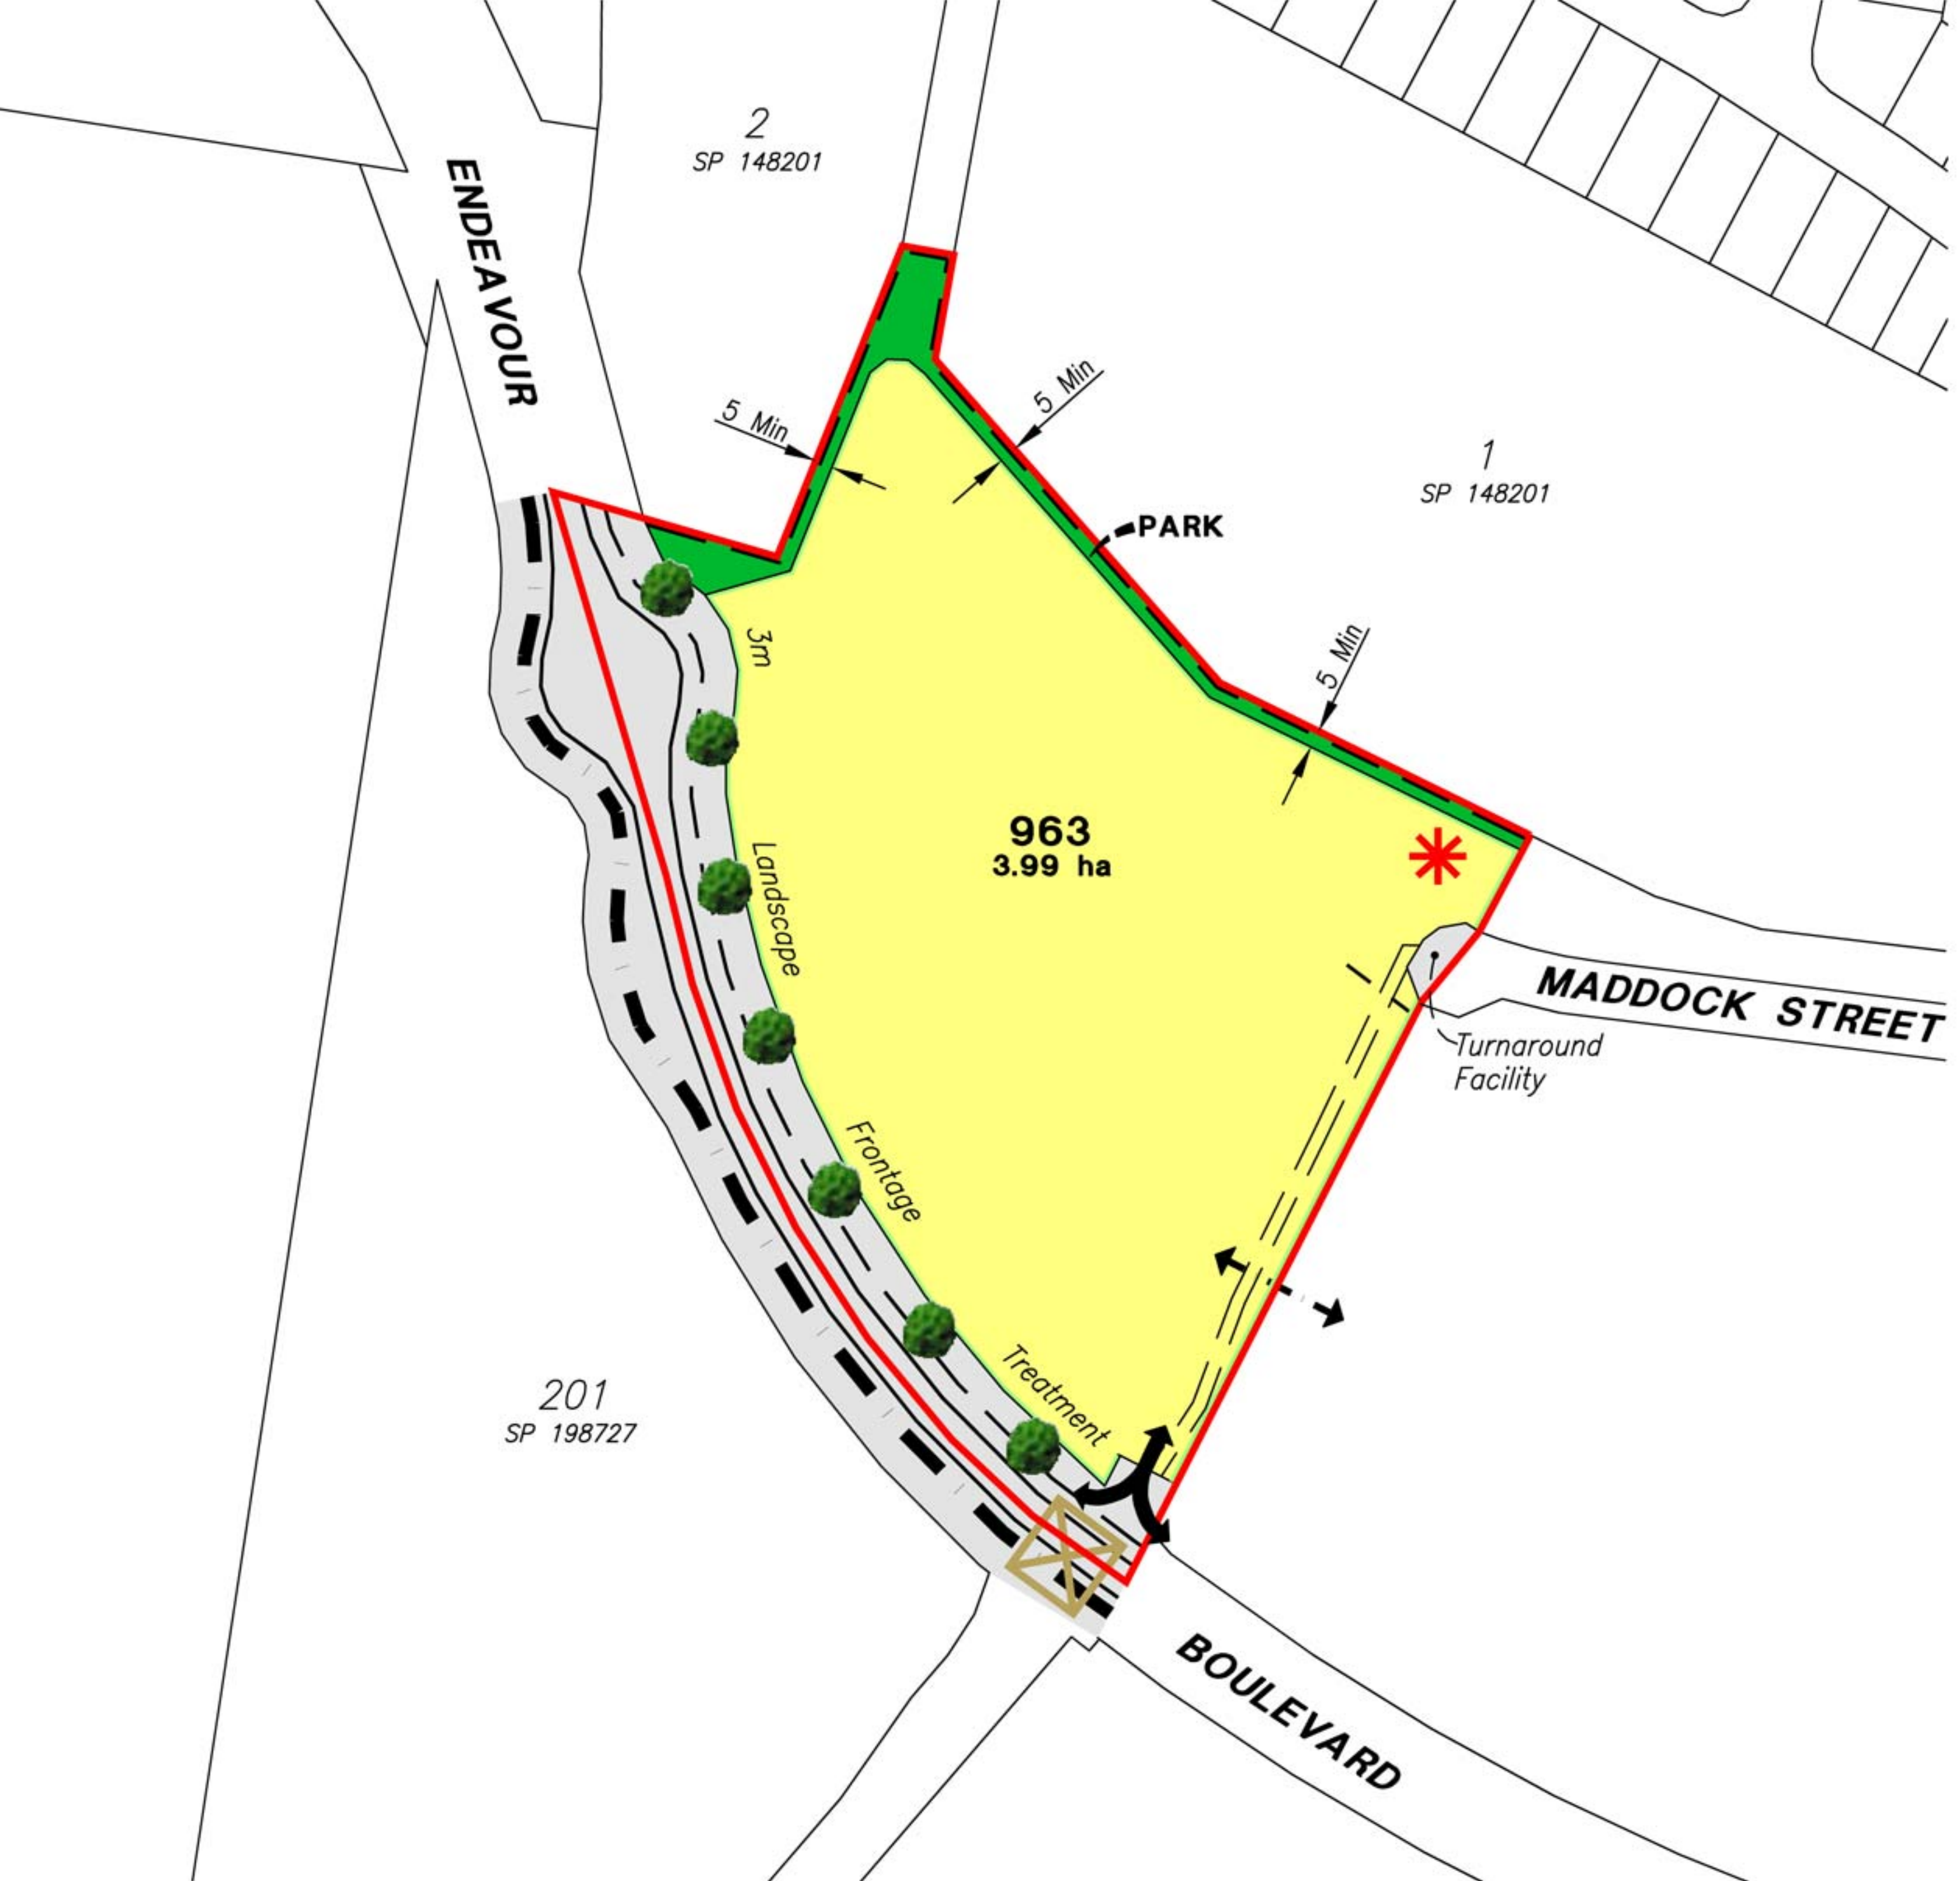 2
SP 148201
ENDEAVOUR
5 Min
5 Min
1
SP 148201
PARK
5 Min
3m
Landscape
Frontage
Treatment
963
3.99 ha
MADDOCK STREET
Turnaround
Facility
201
SP 198727
BOULEVARD